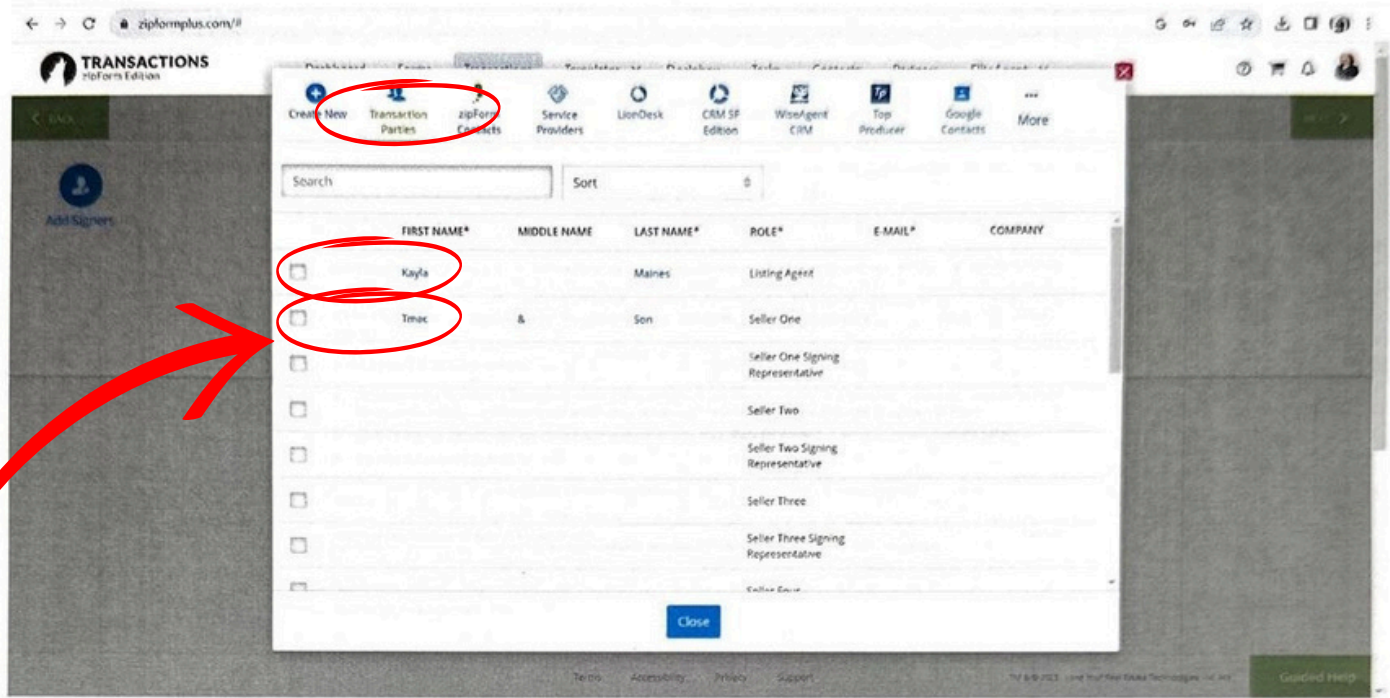 zipformplus.com/#
TRANSACTIONS
zipForm Edition
BACK
Create New
Transaction Parties
zipForm Contacts
Service Providers
LionDesk
CRM SF Edition
WiseAgent CRM
Top Producer
Google Contacts
More
Add Signers
Search
Sort
FIRST NAME* MIDDLE NAME LAST NAME* ROLE* E-MAIL* COMPANY
Kayla Maines Listing Agent
Tmac & Son Seller One
Seller One Signing
Representative
Seller Two
Seller Two Signing
Representative
Seller Three
Seller Three Signing
Representative
Seller Four
Close
Terms Accessibility Privacy Support
Guided Help